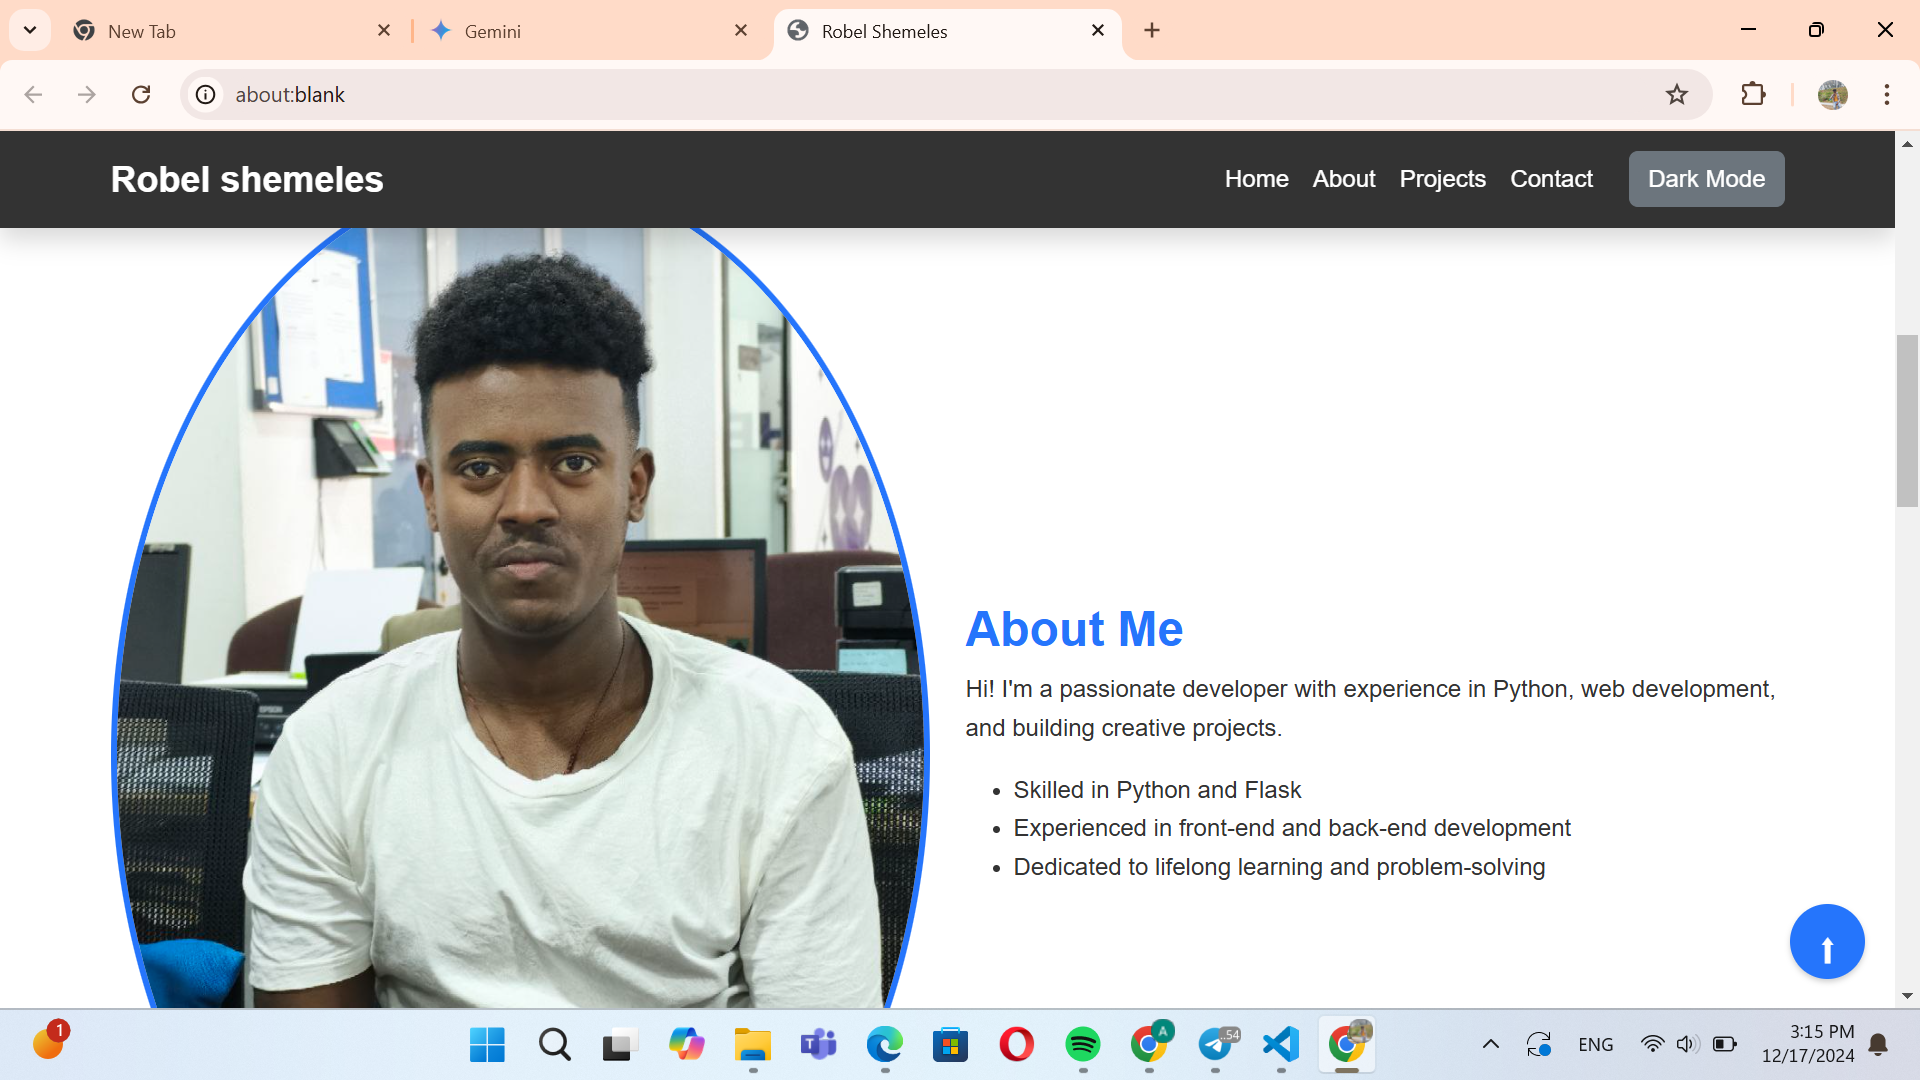 New Tab
Gemini
Robel Shemeles
about:blank
Robel shemeles
Home About Projects Contact Dark Mode
EPSON
About Me
Hi! I'm a passionate developer with experience in Python, web development,
and building creative projects.
Skilled in Python and Flask
Experienced in front-end and back-end development
Dedicated to lifelong learning and problem-solving
1
A
..54
ENG
3:15 PM
12/17/2024